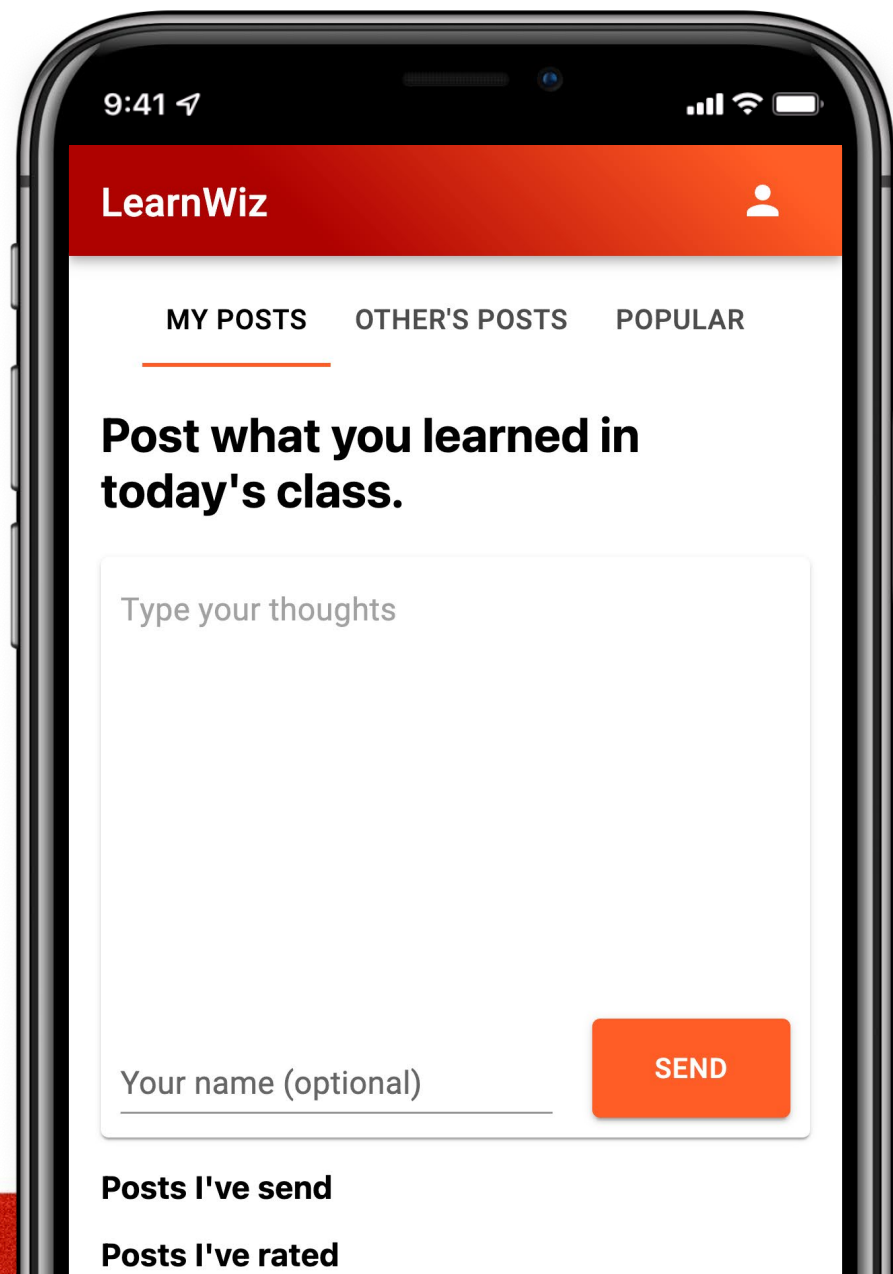 9:41
LearnWiz
MY POSTS OTHER'S POSTS POPULAR
Post what you learned in
today's class.
Type your thoughts
Your name (optional) SEND
Posts I've send
Posts I've rated